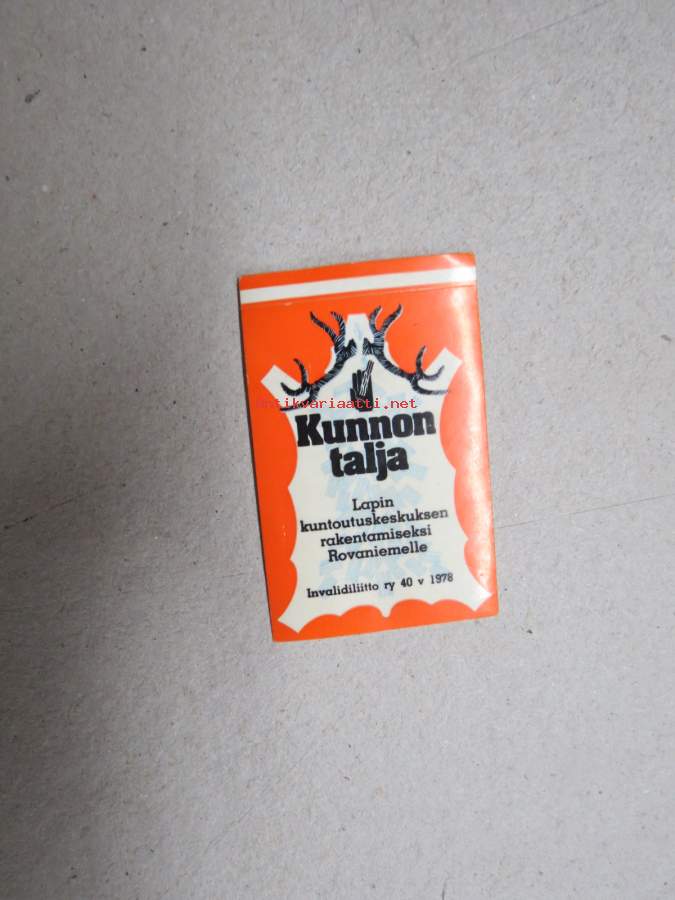 antikvariaatti.net
Kunnon
talja
Lapin
kuntoutuskeskuksen
rakentamiseksi
Rovaniemelle
Invalidiliitto ry 40 v 1978